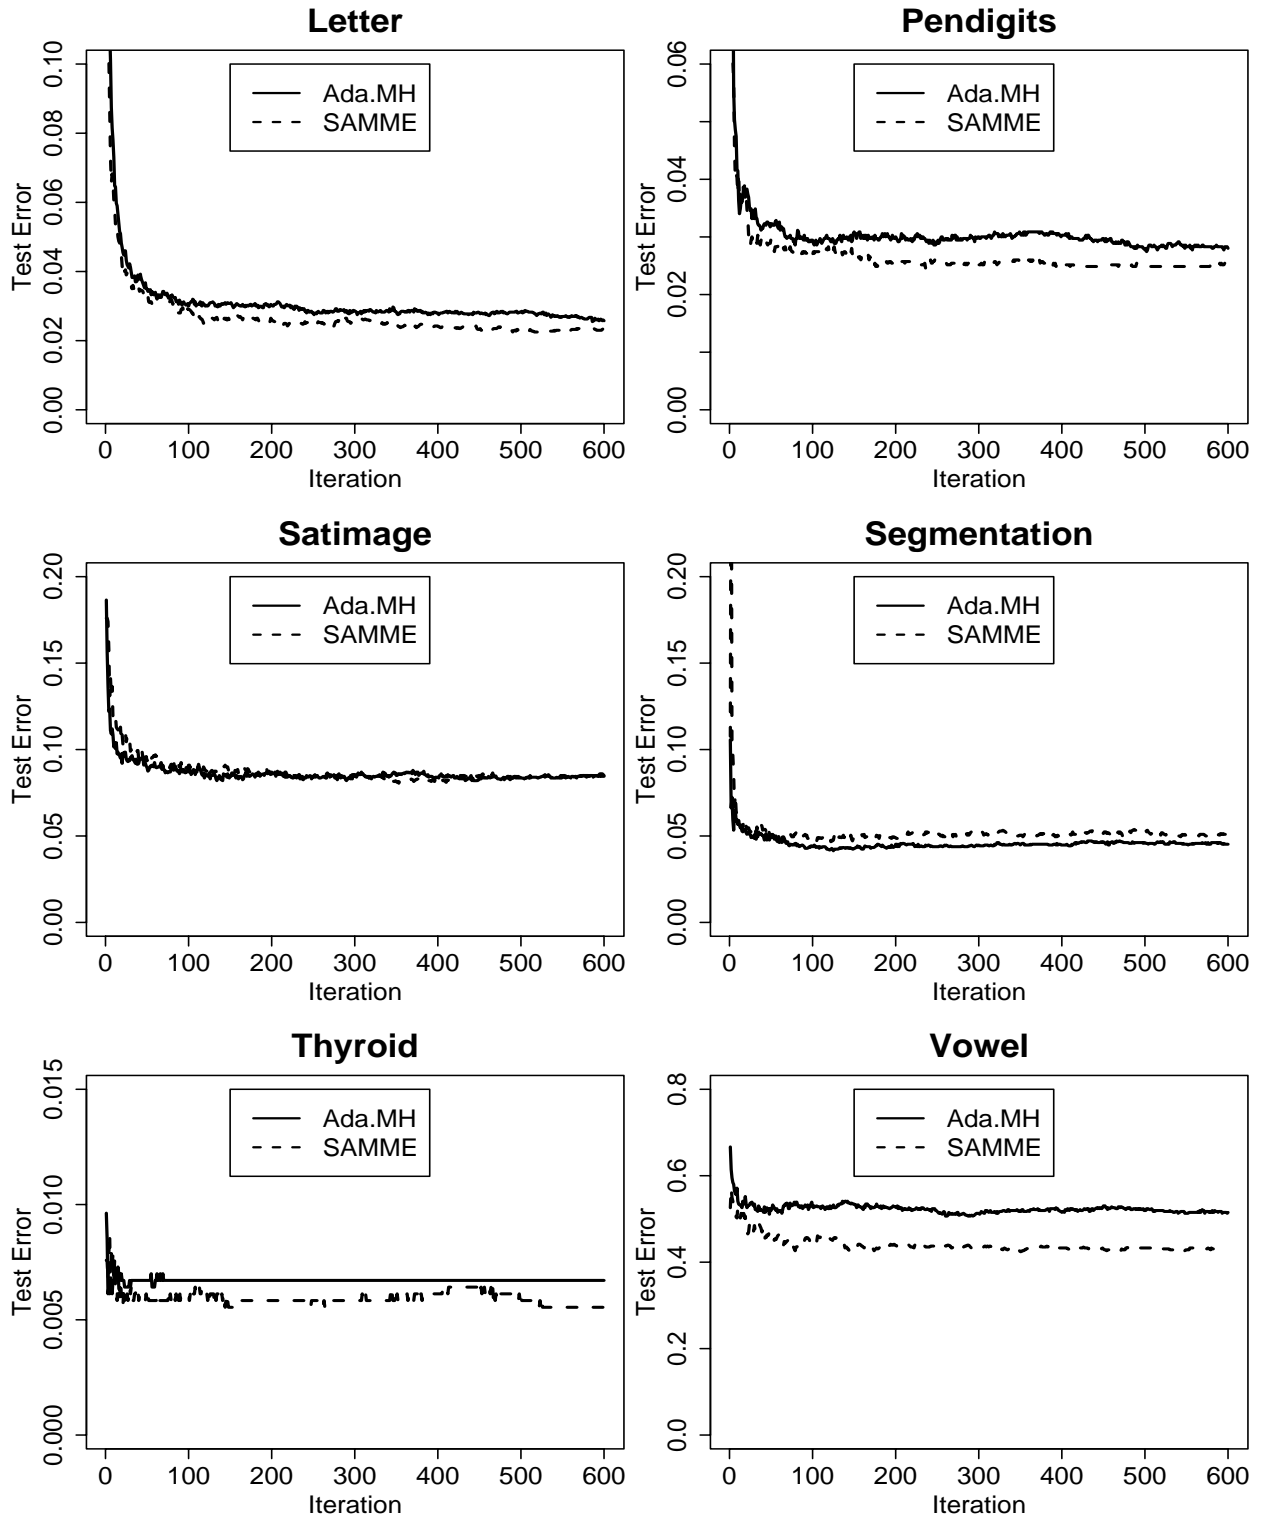 Letter
Test Error
0.00 0.02 0.04 0.06 0.08 0.10
Ada.MH
SAMME
0 100 200 300 400 500 600
Iteration
Pendigits
Test Error
0.00 0.02 0.04 0.06
Ada.MH
SAMME
0 100 200 300 400 500 600
Iteration
Satimage
Test Error
0.00 0.05 0.10 0.15 0.20
Ada.MH
SAMME
0 100 200 300 400 500 600
Iteration
Segmentation
Test Error
0.00 0.05 0.10 0.15 0.20
Ada.MH
SAMME
0 100 200 300 400 500 600
Iteration
Thyroid
Test Error
0.000 0.005 0.010 0.015
Ada.MH
SAMME
0 100 200 300 400 500 600
Iteration
Vowel
Test Error
0.0 0.2 0.4 0.6 0.8
Ada.MH
SAMME
0 100 200 300 400 500 600
Iteration